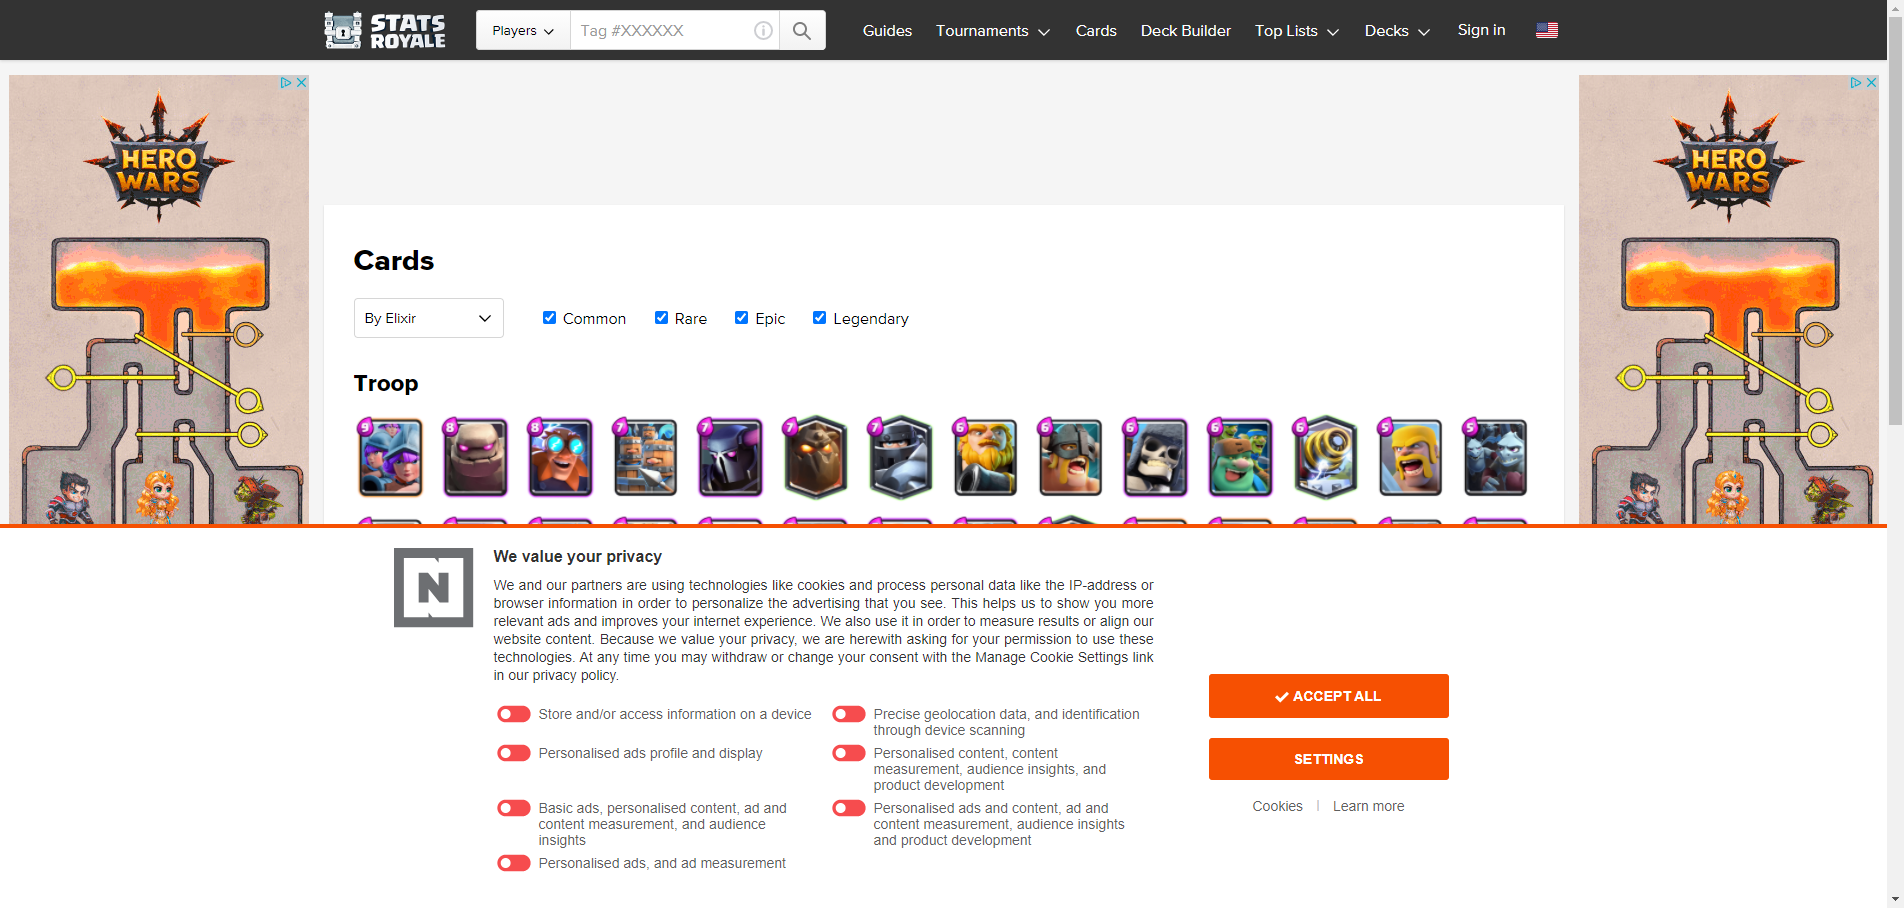 STATS
ROYALE
Players
Tag #XXXXXX
Guides
Tournaments
Cards
Deck Builder
Top Lists
Decks
Sign in
HERO
WARS
HERO
WARS
Cards
By Elixir
Common
Rare
Epic
Legendary
Troop
9
8
8
7
7
7
7
6
6
6
6
6
5
5
N
We value your privacy
We and our partners are using technologies like cookies and process personal data like the IP-address or
browser information in order to personalize the advertising that you see. This helps us to show you more
relevant ads and improves your internet experience. We also use it in order to measure results or align our
website content. Because we value your privacy, we are herewith asking for your permission to use these
technologies. At any time you may withdraw or change your consent with the Manage Cookie Settings link
in our privacy policy.
Store and/or access information on a device
Precise geolocation data, and identification
through device scanning
Personalised ads profile and display
Personalised content, content
measurement, audience insights, and
product development
Basic ads, personalised content, ad and
content measurement, and audience
insights
Personalised ads and content, ad and
content measurement, audience insights
and product development
Personalised ads, and ad measurement
ACCEPT ALL
SETTINGS
Cookies
Learn more